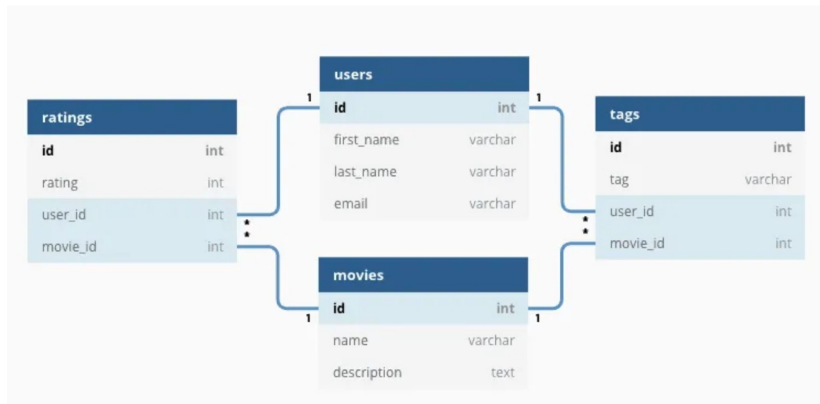 ratings
id int
rating int
user_id int
movie_id int
*
*
1
1
users
id int
first_name varchar
last_name varchar
email varchar
movies
id int
name varchar
description text
1
1
*
*
tags
id int
tag varchar
user_id int
movie_id int